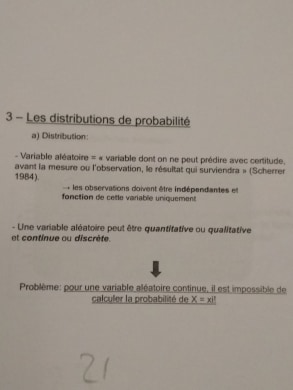 3 – Les distributions de probabilité
a) Distribution:
- Variable aléatoire = « variable dont on ne peut prédire avec certitude,
avant la mesure ou l'observation, le résultat qui surviendra » (Scherrer
1984).
→ les observations doivent être indépendantes et
fonction de cette variable uniquement
- Une variable aléatoire peut être quantitative ou qualitative
et continue ou discrète.
Problème: pour une variable aléatoire continue, il est impossible de
calculer la probabilité de X = xi!
21